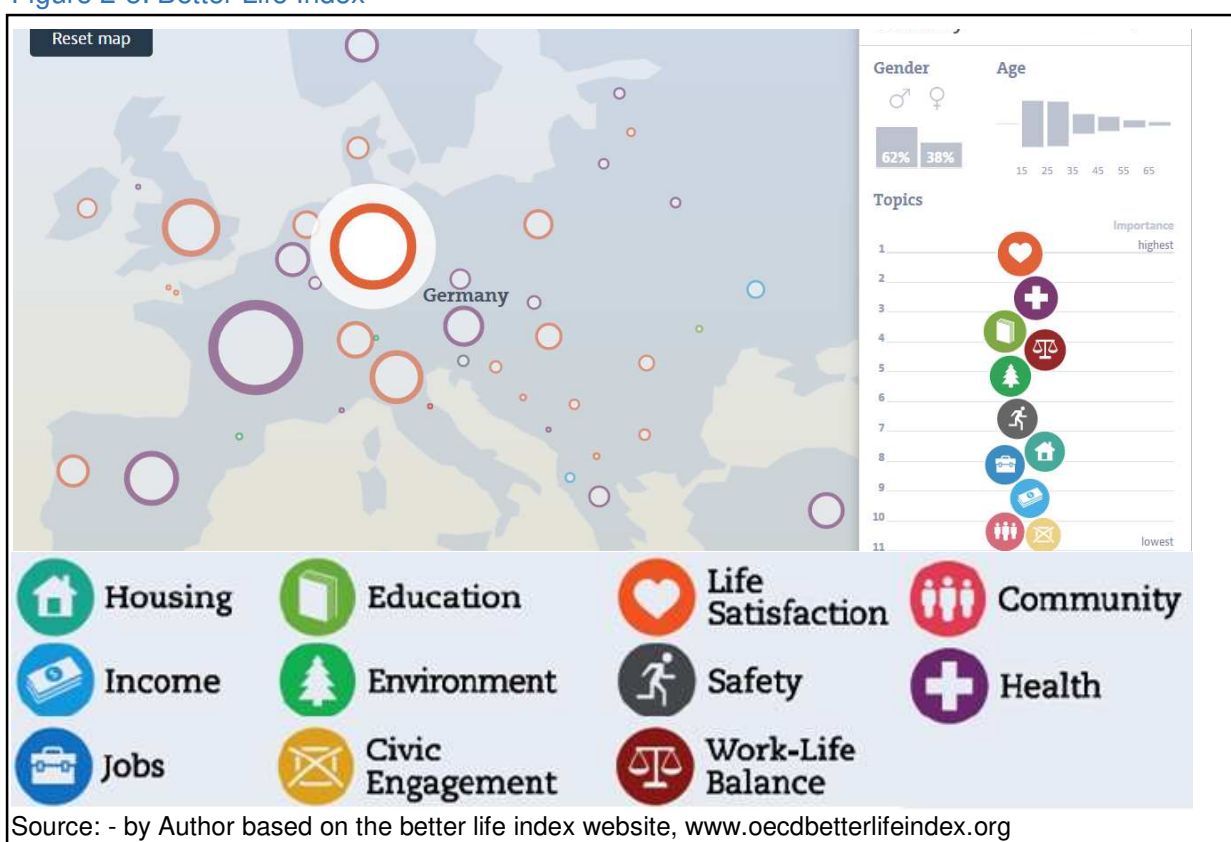 Reset map
Germany
Gender Age
62% 38%
15 25 35 45 55 65
Topics
Importance
1 highest
2
3
4
5
6
7
8
9
10
11 lowest
Housing Education Life Satisfaction Community
Income Environment Safety Health
Jobs Civic Engagement Work-Life Balance
Source: - by Author based on the better life index website, www.oecdbetterlifeindex.org